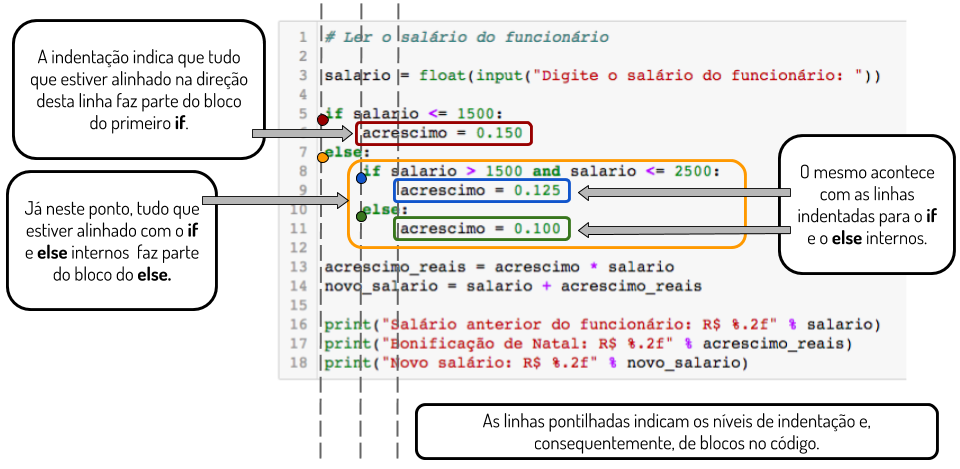 A indentação indica que tudo
que estiver alinhado na direção
desta linha faz parte do bloco
do primeiro if.
Já neste ponto, tudo que
estiver alinhado com o if
e else internos faz parte
do bloco do else.
1 # Ler o salário do funcionário
2
3 salario = float(input("Digite o salário do funcionário: "))
4
5 if salario <= 1500:
6 acrescimo = 0.150
7 else:
8 if salario > 1500 and salario <= 2500:
9 acrescimo = 0.125
10 else:
11 acrescimo = 0.100
12
13 acrescimo_reais = acrescimo * salario
14 novo_salario = salario + acrescimo_reais
15
16 print("Salário anterior do funcionário: R$ %.2f" % salario)
17 print("Bonificação de Natal: R$ %.2f" % acrescimo_reais)
18 print("Novo salário: R$ %.2f" % novo_salario)
O mesmo acontece
com as linhas
indentadas para o if
e o else internos.
As linhas pontilhadas indicam os níveis de indentação e,
consequentemente, de blocos no código.